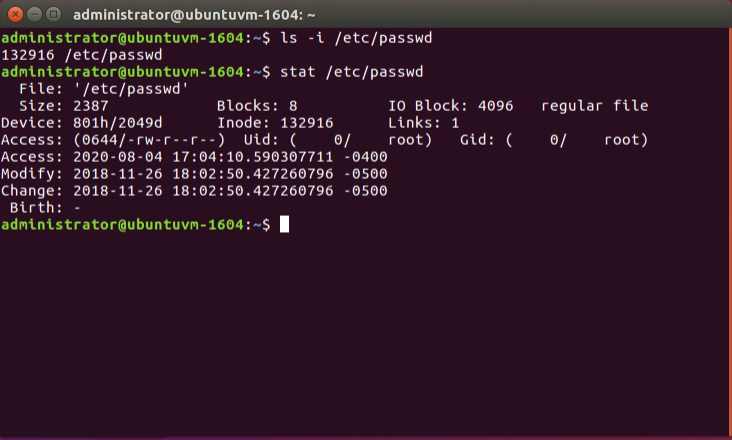 administrator@ubuntuvm-1604: ~
administrator@ubuntuvm-1604:~$ ls -i /etc/passwd
132916 /etc/passwd
administrator@ubuntuvm-1604:~$ stat /etc/passwd
  File: '/etc/passwd'
  Size: 2387            Blocks: 8          IO Block: 4096   regular file
Device: 801h/2049d      Inode: 132916      Links: 1
Access: (0644/-rw-r--r--)  Uid: (    0/    root)   Gid: (    0/    root)
Access: 2020-08-04 17:04:10.590307711 -0400
Modify: 2018-11-26 18:02:50.427260796 -0500
Change: 2018-11-26 18:02:50.427260796 -0500
 Birth: -
administrator@ubuntuvm-1604:~$